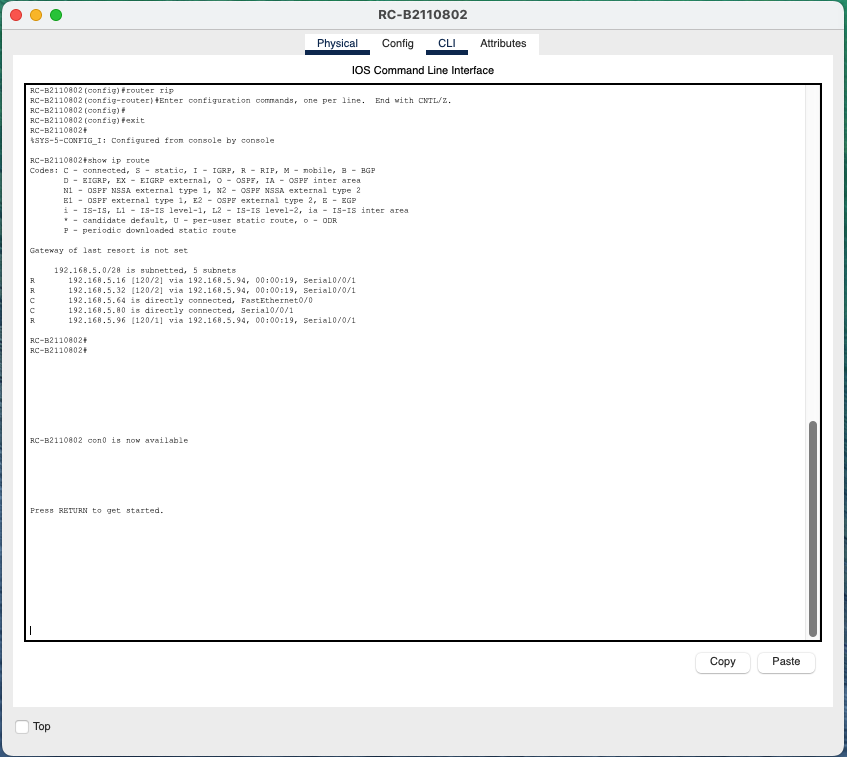 RC-B2110802
Physical Config CLI Attributes
IOS Command Line Interface
RC-B2110802(config)#router rip
RC-B2110802(config-router)#Enter configuration commands, one per line.  End with CNTL/Z.
RC-B2110802(config)#
RC-B2110802(config)#exit
RC-B2110802#
%SYS-5-CONFIG_I: Configured from console by console
RC-B2110802#show ip route
Codes: C - connected, S - static, I - IGRP, R - RIP, M - mobile, B - BGP
D - EIGRP, EX - EIGRP external, O - OSPF, IA - OSPF inter area
N1 - OSPF NSSA external type 1, N2 - OSPF NSSA external type 2
E1 - OSPF external type 1, E2 - OSPF external type 2, E - EGP
i - IS-IS, L1 - IS-IS level-1, L2 - IS-IS level-2, ia - IS-IS inter area
* - candidate default, U - per-user static route, o - ODR
P - periodic downloaded static route
Gateway of last resort is not set
192.168.5.0/28 is subnetted, 5 subnets
R 192.168.5.16 [120/2] via 192.168.5.94, 00:00:19, Serial0/0/1
R 192.168.5.32 [120/2] via 192.168.5.94, 00:00:19, Serial0/0/1
C 192.168.5.64 is directly connected, FastEthernet0/0
C 192.168.5.80 is directly connected, Serial0/0/1
R 192.168.5.96 [120/1] via 192.168.5.94, 00:00:19, Serial0/0/1
RC-B2110802#
RC-B2110802#
RC-B2110802 con0 is now available
Press RETURN to get started.
Copy Paste
Top